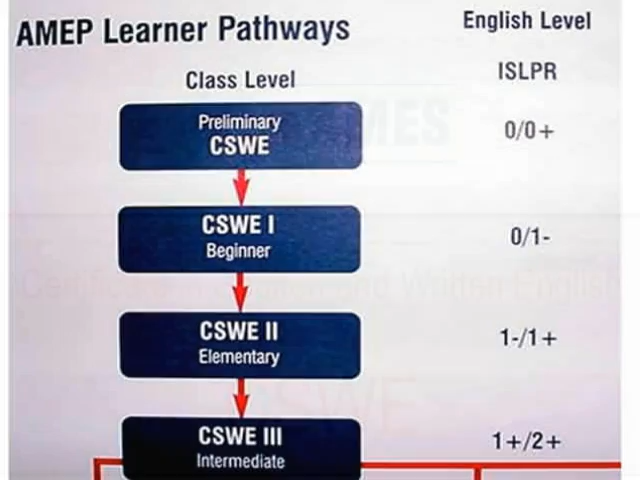 AMEP Learner Pathways
English Level
Class Level
ISLPR
Preliminary
CSWE
0/0+
CSWE I
Beginner
0/1-
CSWE II
Elementary
1-/1+
CSWE III
Intermediate
1+/2+